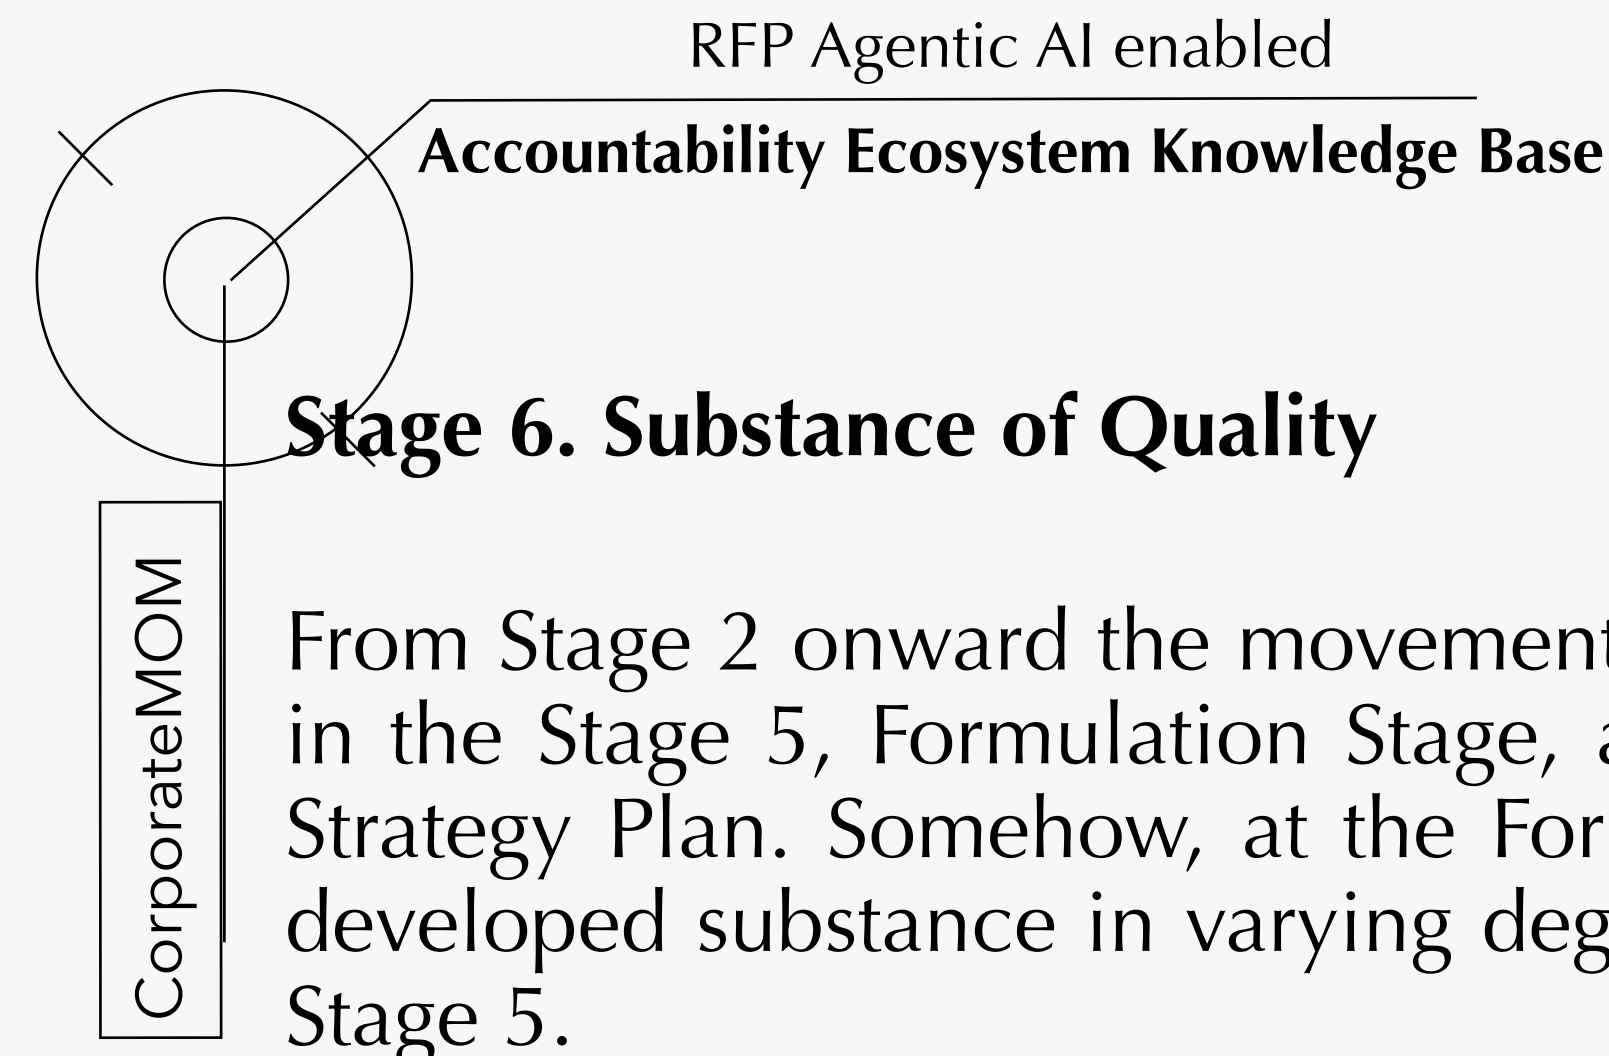 RFP Agentic AI enabled
Accountability Ecosystem Knowledge Base
Stage 6. Substance of Quality
CorporateMOM
From Stage 2 onward the movement
in the Stage 5, Formulation Stage,
Strategy Plan. Somehow, at the For
developed substance in varying deg
Stage 5.